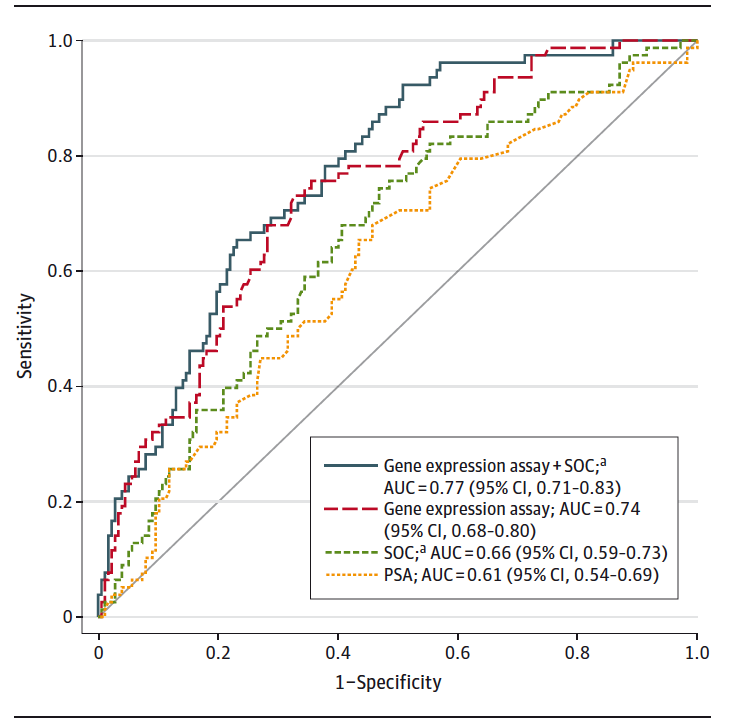 1.0
0.8
0.6
0.4
0.2
0
Sensitivity
Gene expression assay + SOC;a
AUC = 0.77 (95% CI, 0.71-0.83)
Gene expression assay; AUC = 0.74
(95% CI, 0.68-0.80)
SOC;a AUC = 0.66 (95% CI, 0.59-0.73)
PSA; AUC = 0.61 (95% CI, 0.54-0.69)
0 0.2 0.4 0.6 0.8 1.0
1−Specificity